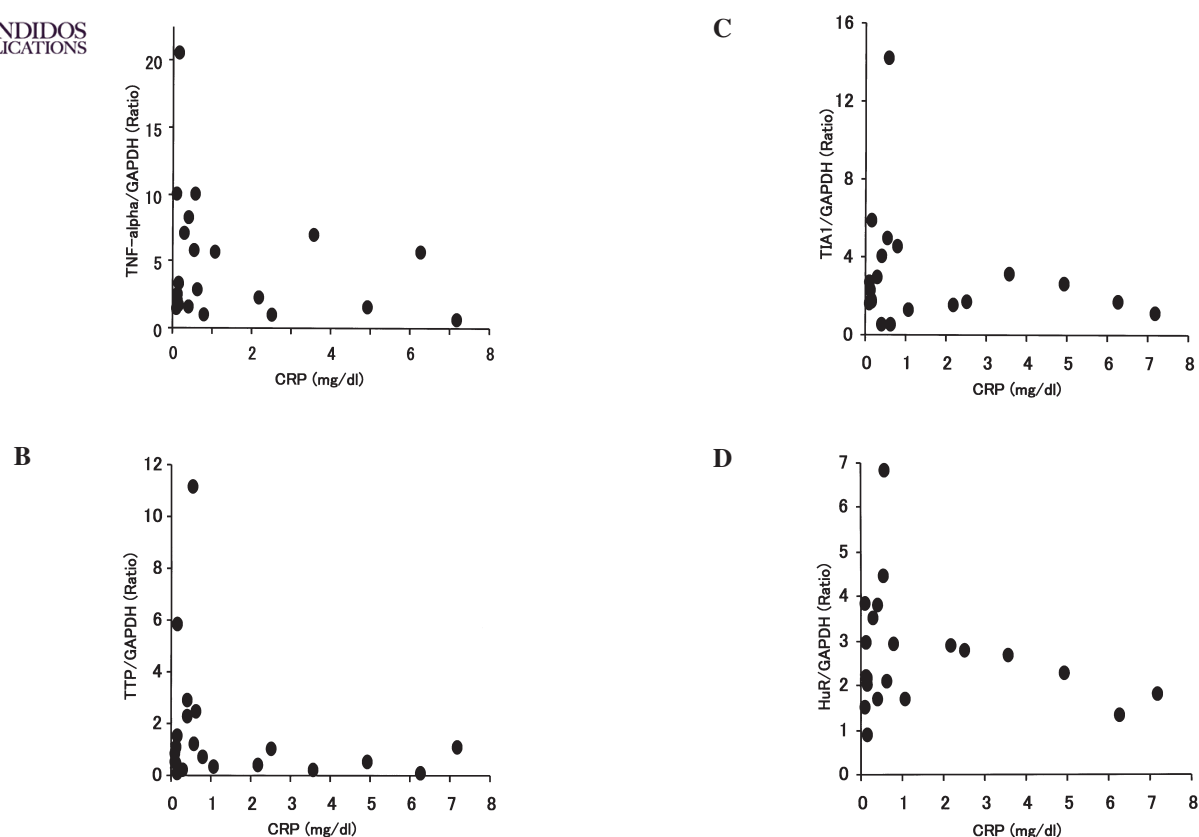 NDIDOS
LICATIONS
20
15
10
5
0
TNF-alpha/GAPDH (Ratio)
0 2 4 6 8
CRP (mg/dl)
C
16
12
8
4
0
TIA1/GAPDH (Ratio)
0 1 2 3 4 5 6 7 8
CRP (mg/dl)
B
12
10
8
6
4
2
0
TTP/GAPDH (Ratio)
0 1 2 3 4 5 6 7 8
CRP (mg/dl)
D
7
6
5
4
3
2
1
0
HuR/GAPDH (Ratio)
0 1 2 3 4 5 6 7 8
CRP (mg/dl)